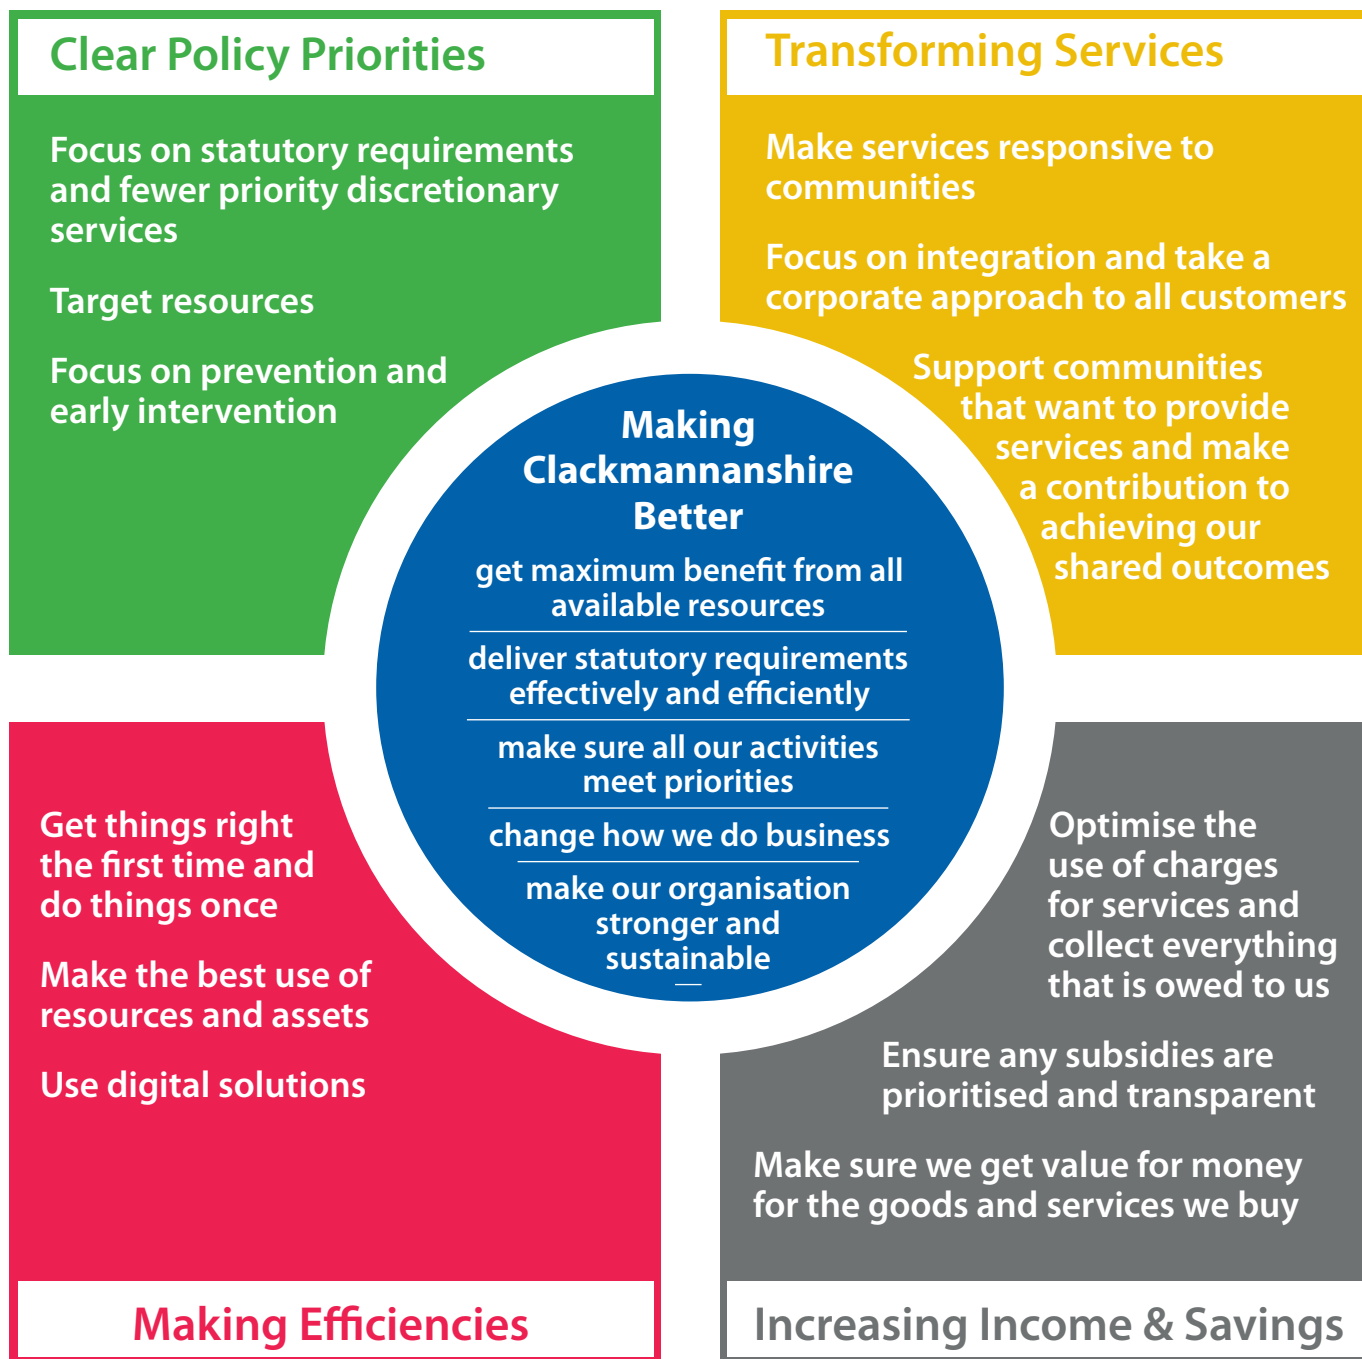 Clear Policy Priorities
Focus on statutory requirements
and fewer priority discretionary
services
Target resources
Focus on prevention and
early intervention
Transforming Services
Make services responsive to
communities
Focus on integration and take a
corporate approach to all customers
Support communities
that want to provide
services and make
a contribution to
achieving our
shared outcomes
Making
Clackmannanshire
Better
get maximum benefit from all
available resources
deliver statutory requirements
effectively and efficiently
make sure all our activities
meet priorities
change how we do business
make our organisation
stronger and
sustainable
Get things right
the first time and
do things once
Make the best use of
resources and assets
Use digital solutions
Making Efficiencies
Optimise the
use of charges
for services and
collect everything
that is owed to us
Ensure any subsidies are
prioritised and transparent
Make sure we get value for money
for the goods and services we buy
Increasing Income & Savings